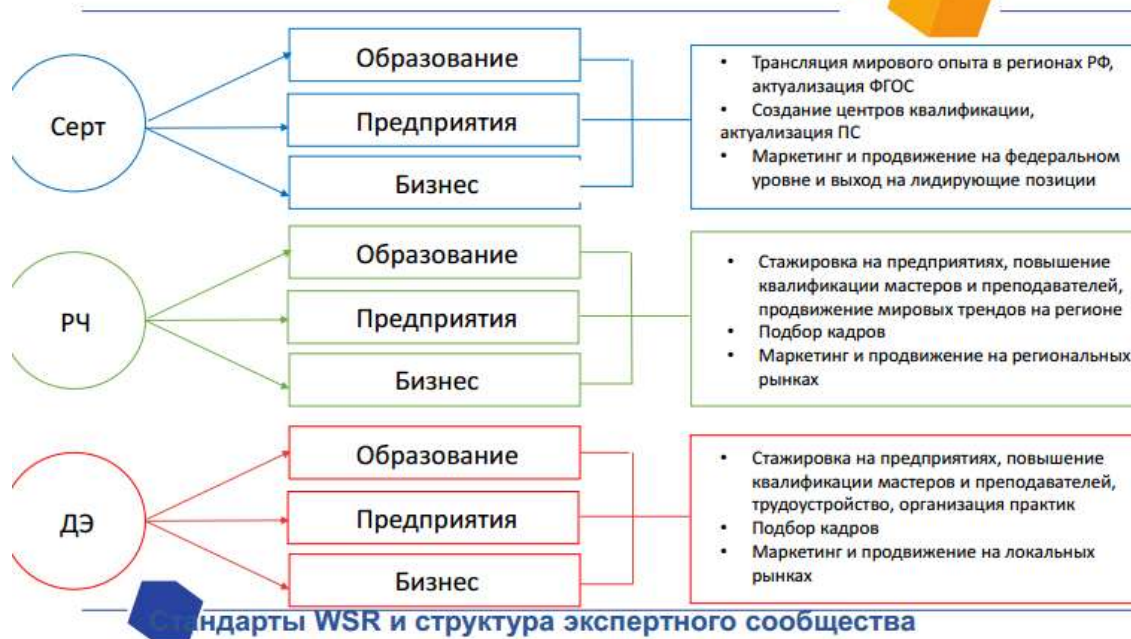 Серт
Образование
Предприятия
Бизнес
• Трансляция мирового опыта в регионах РФ,
актуализация ФГОС
• Создание центров квалификации,
актуализация ПС
• Маркетинг и продвижение на федеральном
уровне и выход на лидирующие позиции
РЧ
Образование
Предприятия
Бизнес
• Стажировка на предприятиях, повышение
квалификации мастеров и преподавателей,
продвижение мировых трендов на регионе
• Подбор кадров
• Маркетинг и продвижение на региональных
рынках
ДЭ
Образование
Предприятия
Бизнес
• Стажировка на предприятиях, повышение
квалификации мастеров и преподавателей,
трудоустройство, организация практик
• Подбор кадров
• Маркетинг и продвижение на локальных
рынках
Стандарты WSR и структура экспертного сообщества